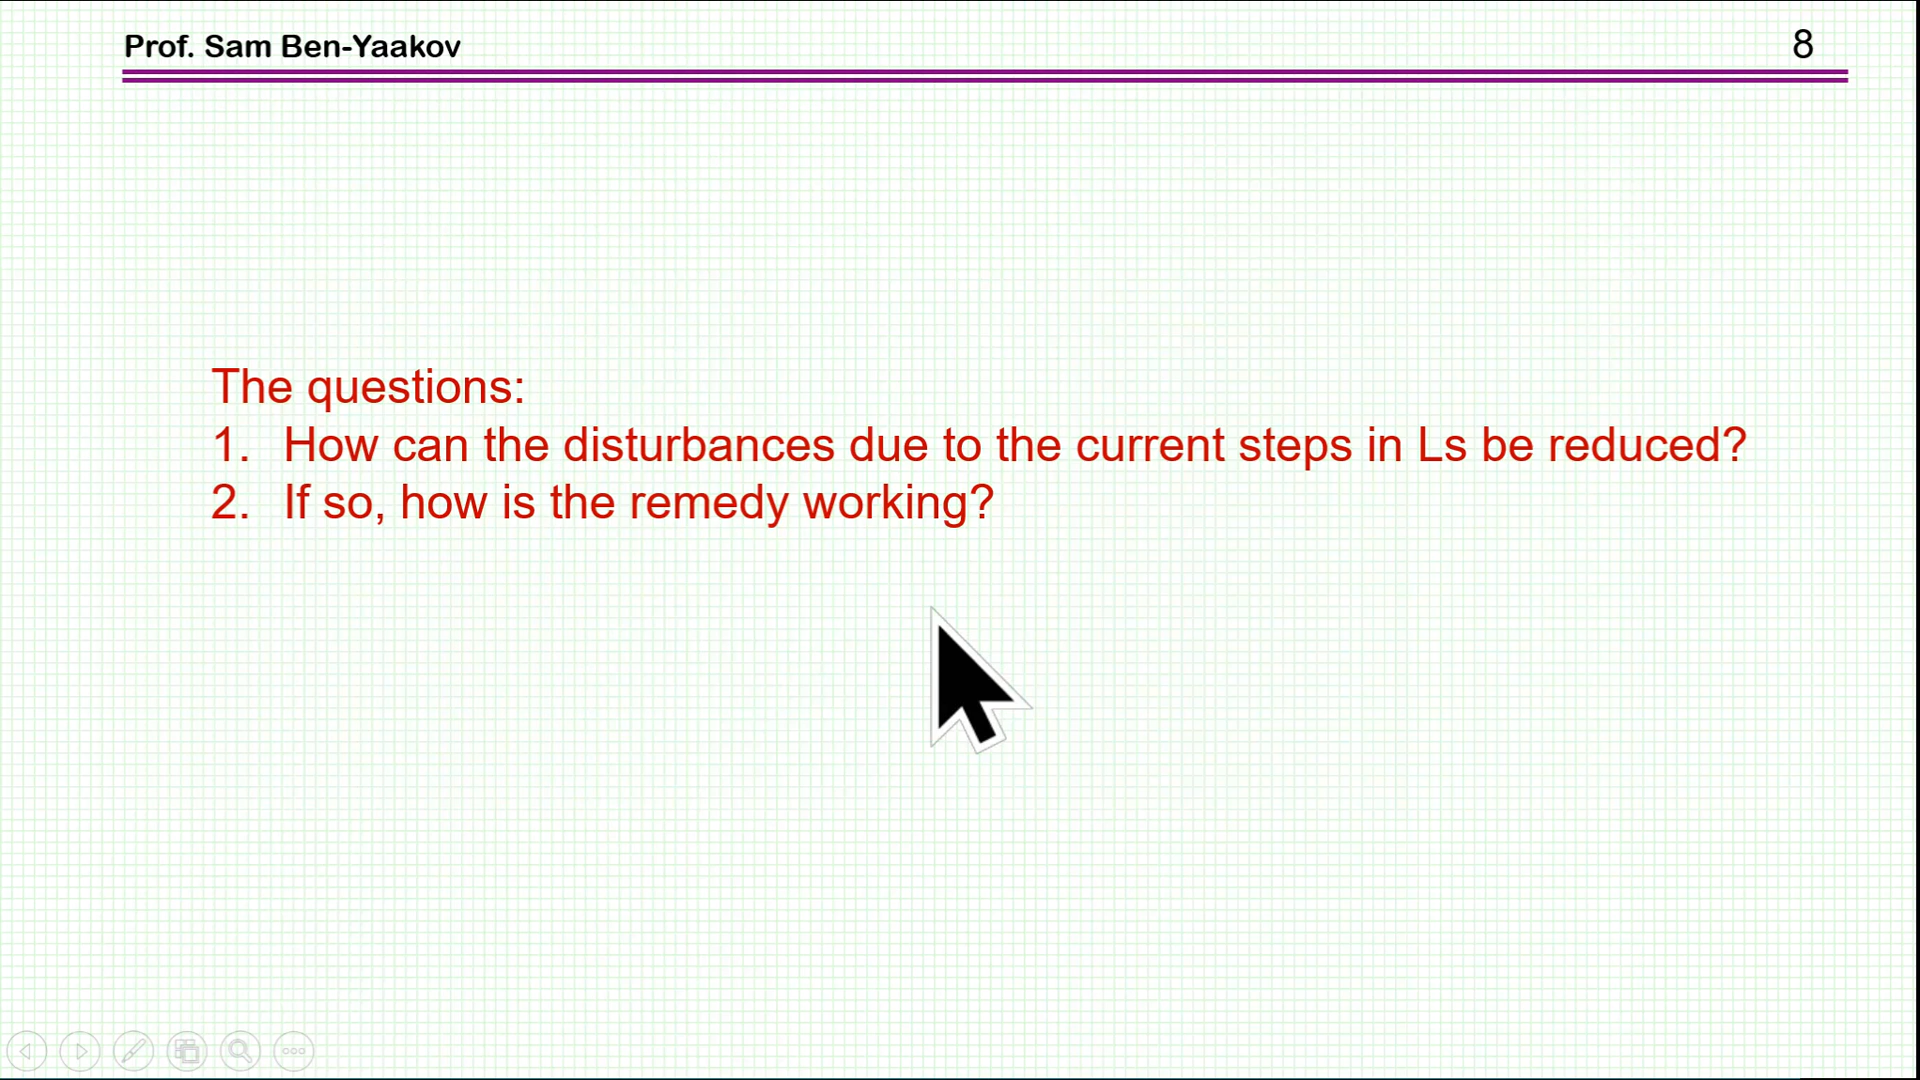 Prof. Sam Ben-Yaakov
8
The questions:
1. How can the disturbances due to the current steps in Ls be reduced?
2. If so, how is the remedy working?